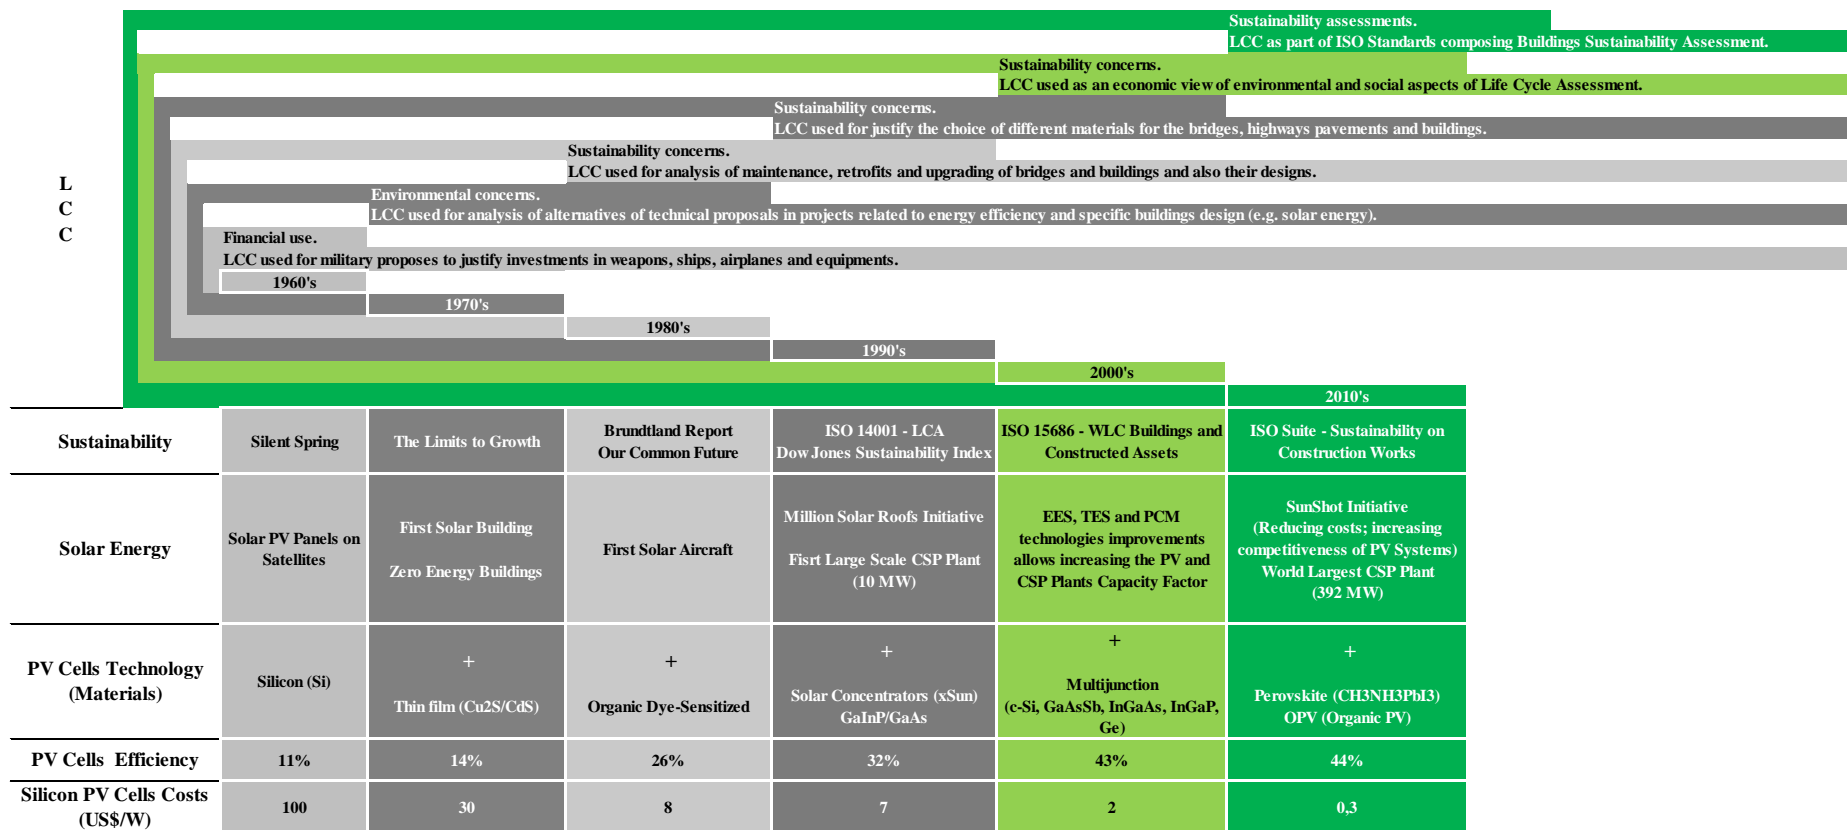 Sustainability assessments.
LCC as part of ISO Standards composing Buildings Sustainability Assessment.
Sustainability concerns.
LCC used as an economic view of environmental and social aspects of Life Cycle Assessment.
Sustainability concerns.
LCC used for justify the choice of different materials for the bridges, highways pavements and buildings.
Sustainability concerns.
LCC used for analysis of maintenance, retrofits and upgrading of bridges and buildings and also their designs.
L
C
C
Environmental concerns.
LCC used for analysis of alternatives of technical proposals in projects related to energy efficiency and specific buildings design (e.g. solar energy).
Financial use.
LCC used for military proposes to justify investments in weapons, ships, airplanes and equipments.
1960's
1970's
1980's
1990's
2000's
2010's
Sustainability
Silent Spring
The Limits to Growth
Brundtland Report
Our Common Future
ISO 14001 - LCA
Dow Jones Sustainability Index
ISO 15686 - WLC Buildings and
Constructed Assets
ISO Suite - Sustainability on
Construction Works
Solar Energy
Solar PV Panels on
Satellites
First Solar Building
Zero Energy Buildings
First Solar Aircraft
Million Solar Roofs Initiative
Fisrt Large Scale CSP Plant
(10 MW)
EES, TES and PCM
technologies improvements
allows increasing the PV and
CSP Plants Capacity Factor
SunShot Initiative
(Reducing costs; increasing
competitiveness of PV Systems)
World Largest CSP Plant
(392 MW)
PV Cells Technology
(Materials)
Silicon (Si)
+
Thin film (Cu2S/CdS)
+
Organic Dye-Sensitized
+
Solar Concentrators (xSun)
GaInP/GaAs
+
Multijunction
(c-Si, GaAsSb, InGaAs, InGaP,
Ge)
+
Perovskite (CH3NH3PbI3)
OPV (Organic PV)
PV Cells Efficiency
11%
14%
26%
32%
43%
44%
Silicon PV Cells Costs
(US$/W)
100
30
8
7
2
0,3